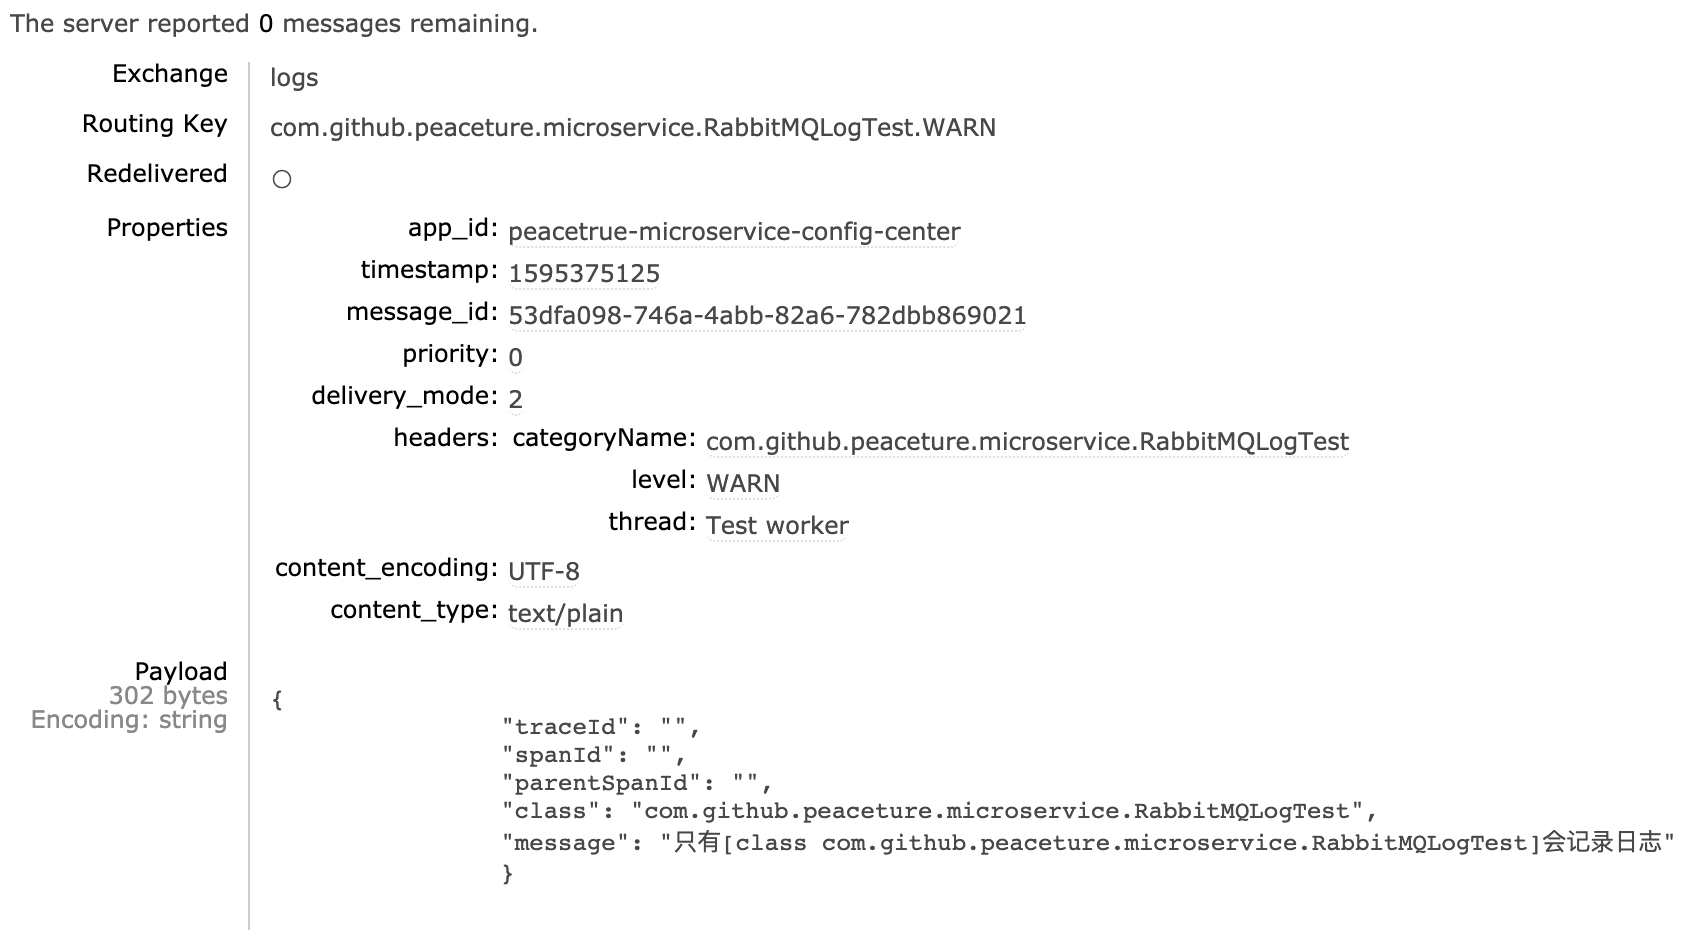 The server reported 0 messages remaining.
Exchange logs
Routing Key com.github.peaceture.microservice.RabbitMQLogTest.WARN
Redelivered ○
Properties app_id: peacetrue-microservice-config-center
timestamp: 1595375125
message_id: 53dfa098-746a-4abb-82a6-782dbb869021
priority: 0
delivery_mode: 2
headers: categoryName: com.github.peaceture.microservice.RabbitMQLogTest
level: WARN
thread: Test worker
content_encoding: UTF-8
content_type: text/plain
Payload
302 bytes
Encoding: string
{
"traceId": "",
"spanId": "",
"parentSpanId": "",
"class": "com.github.peaceture.microservice.RabbitMQLogTest",
"message": "只有[class com.github.peaceture.microservice.RabbitMQLogTest]会记录日志"
}